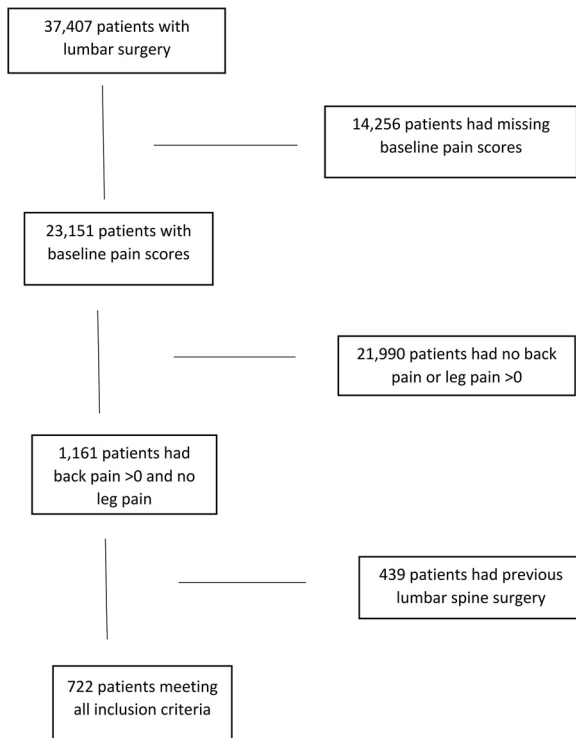 37,407 patients with
lumbar surgery
14,256 patients had missing
baseline pain scores
23,151 patients with
baseline pain scores
21,990 patients had no back
pain or leg pain >0
1,161 patients had
back pain >0 and no
leg pain
439 patients had previous
lumbar spine surgery
722 patients meeting
all inclusion criteria